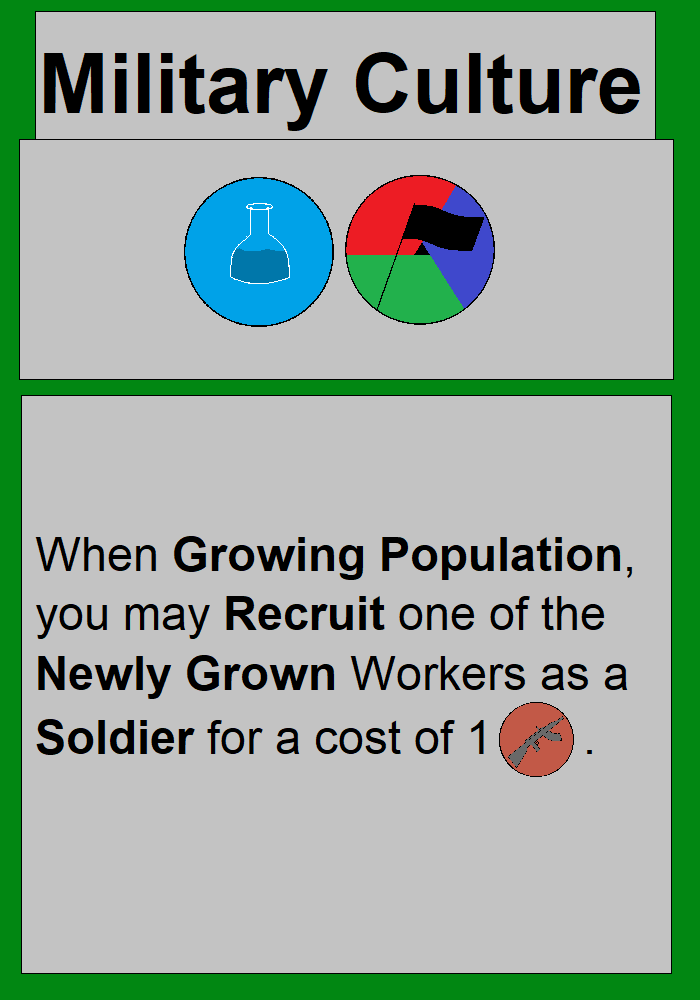 Military Culture
When Growing Population,
you may Recruit one of the
Newly Grown Workers as a
Soldier for a cost of 1 .